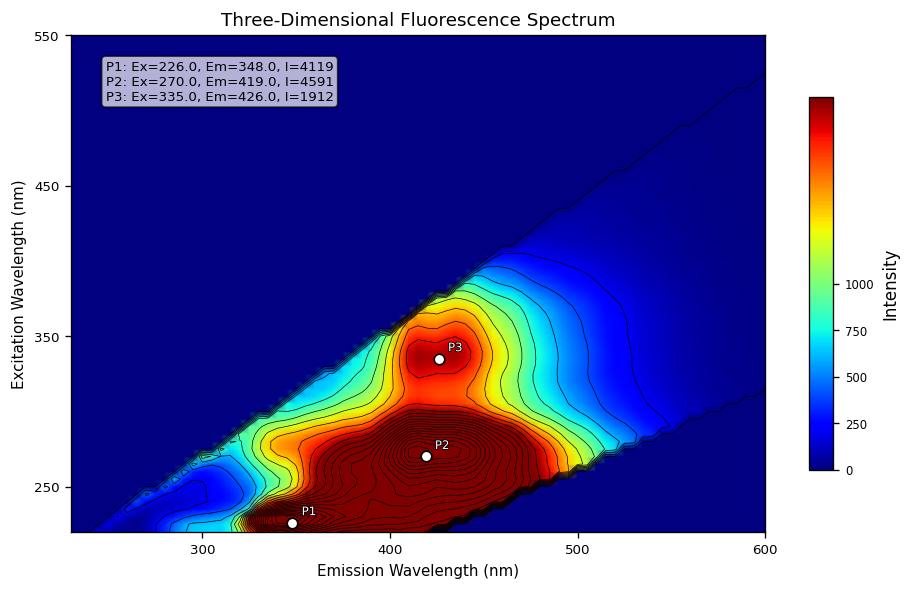 Three-Dimensional Fluorescence Spectrum
550
450
350
250
Excitation Wavelength (nm)
P1: Ex=226.0, Em=348.0, I=4119
P2: Ex=270.0, Em=419.0, I=4591
P3: Ex=335.0, Em=426.0, I=1912
P3
P2
P1
300
400
500
600
Emission Wavelength (nm)
1000
750
500
250
0
Intensity